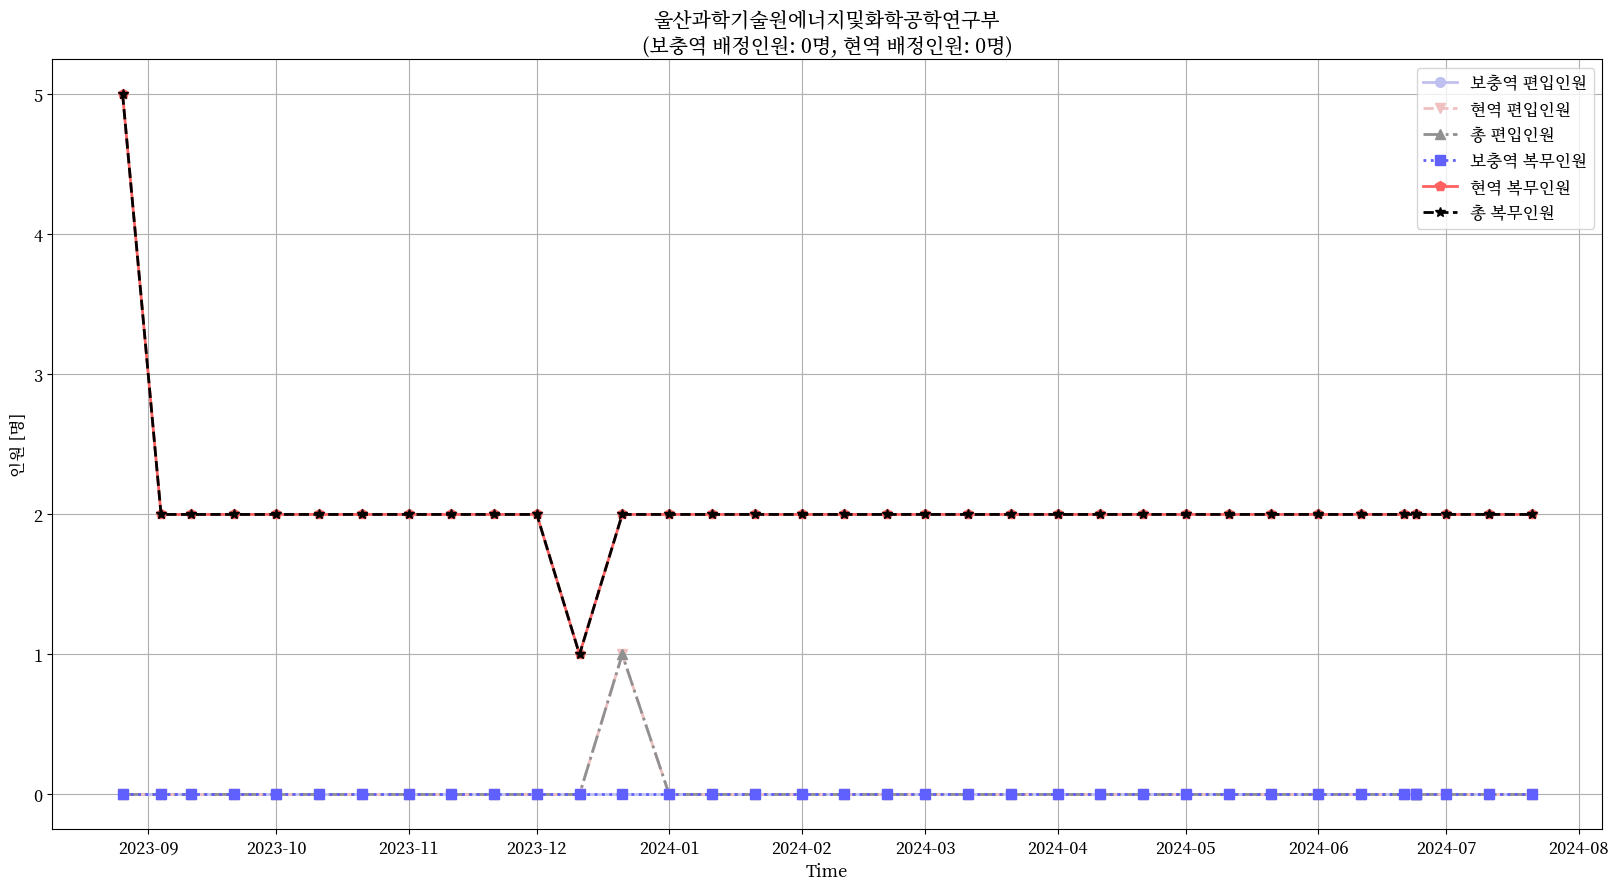 울산과학기술원에너지및화학공학연구부
(보충역 배정인원: 0명, 현역 배정인원: 0명)
보충역 편입인원
현역 편입인원
총 편입인원
보충역 복무인원
현역 복무인원
총 복무인원
인원 [명]
5
4
3
2
1
0
2023-09
2023-10
2023-11
2023-12
2024-01
2024-02
2024-03
2024-04
2024-05
2024-06
2024-07
2024-08
Time